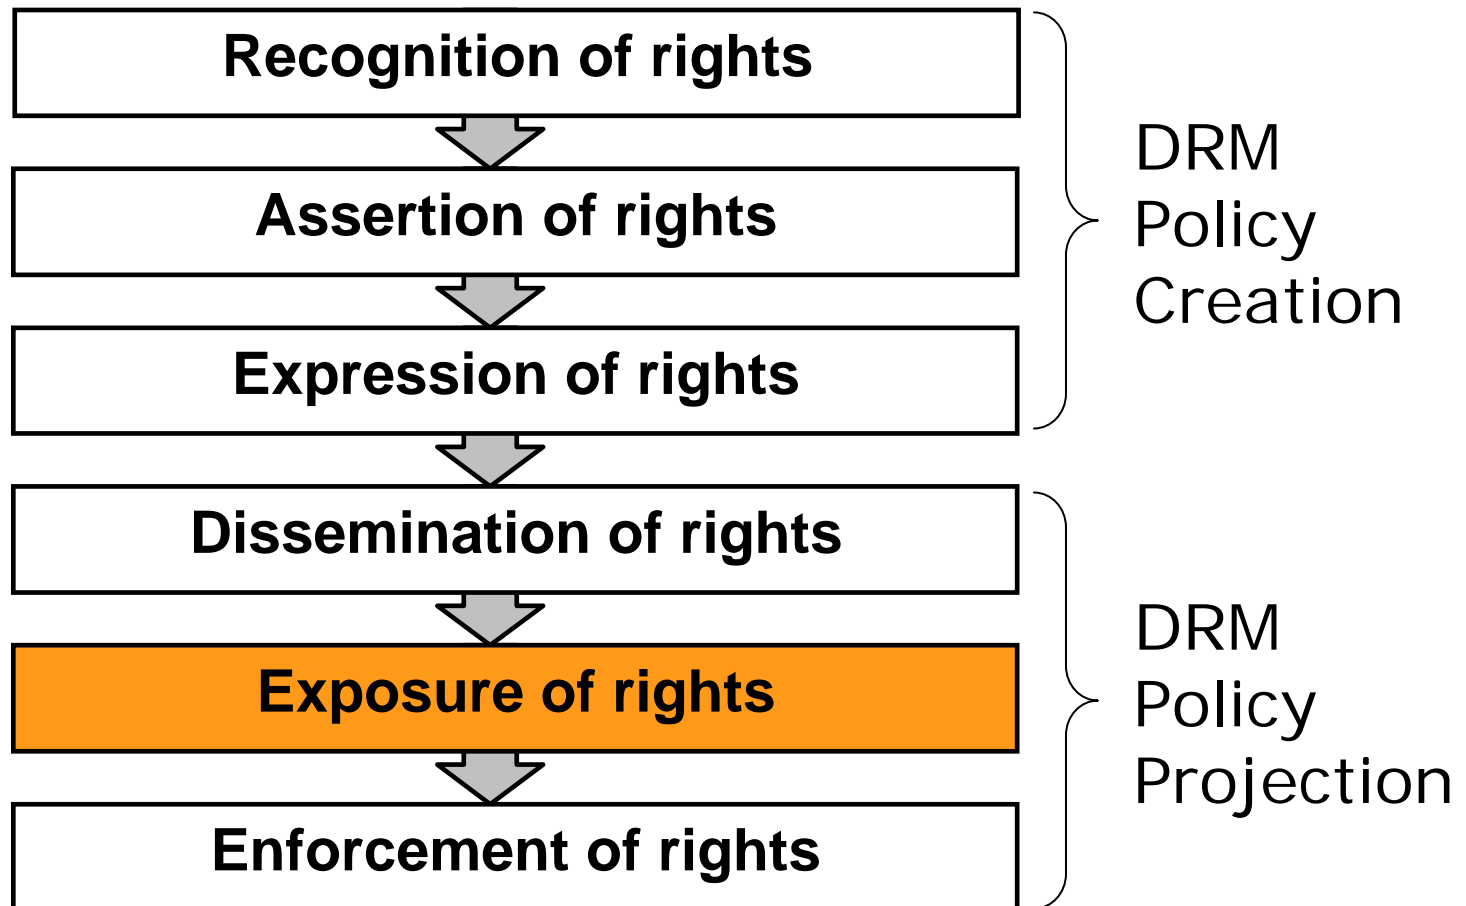 Recognition of rights
Assertion of rights
Expression of rights
DRM
Policy
Creation
Dissemination of rights
Exposure of rights
Enforcement of rights
DRM
Policy
Projection